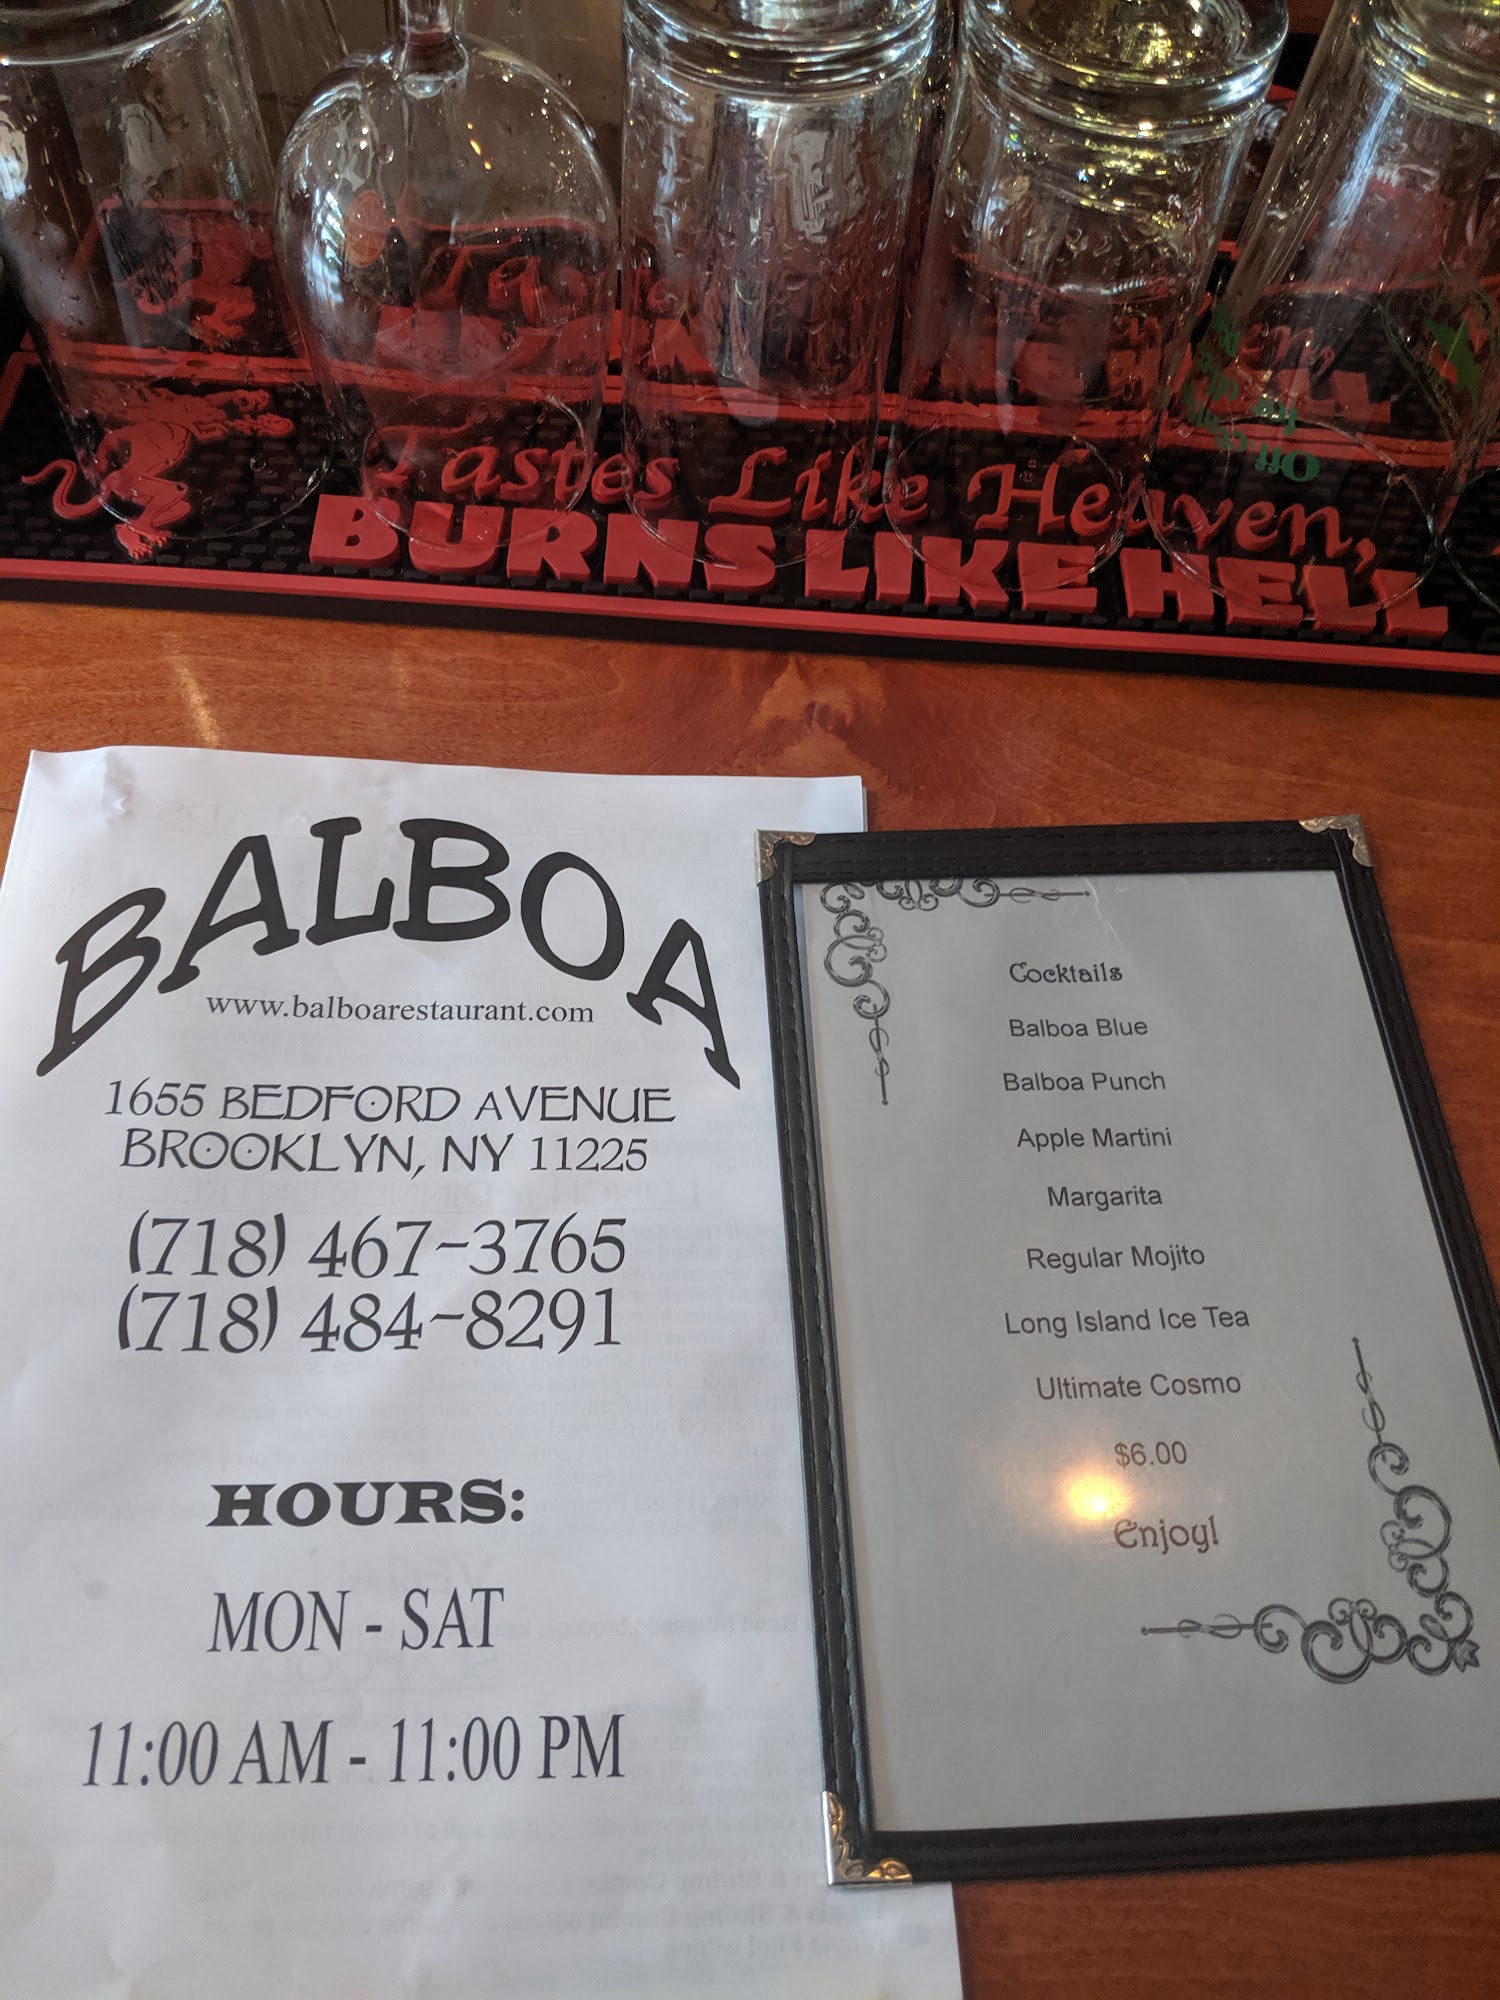 Tastes Like Heaven,
BURNS LIKE HELL
BALBOA
www.balboarestaurant.com
1655 BEDFORD AVENUE
BROOKLYN, NY 11225
(718) 467-3765
(718) 484-8291
HOURS:
MON - SAT
11:00 AM - 11:00 PM
Cocktails
Balboa Blue
Balboa Punch
Apple Martini
Margarita
Regular Mojito
Long Island Ice Tea
Ultimate Cosmo
$6.00
Enjoy!